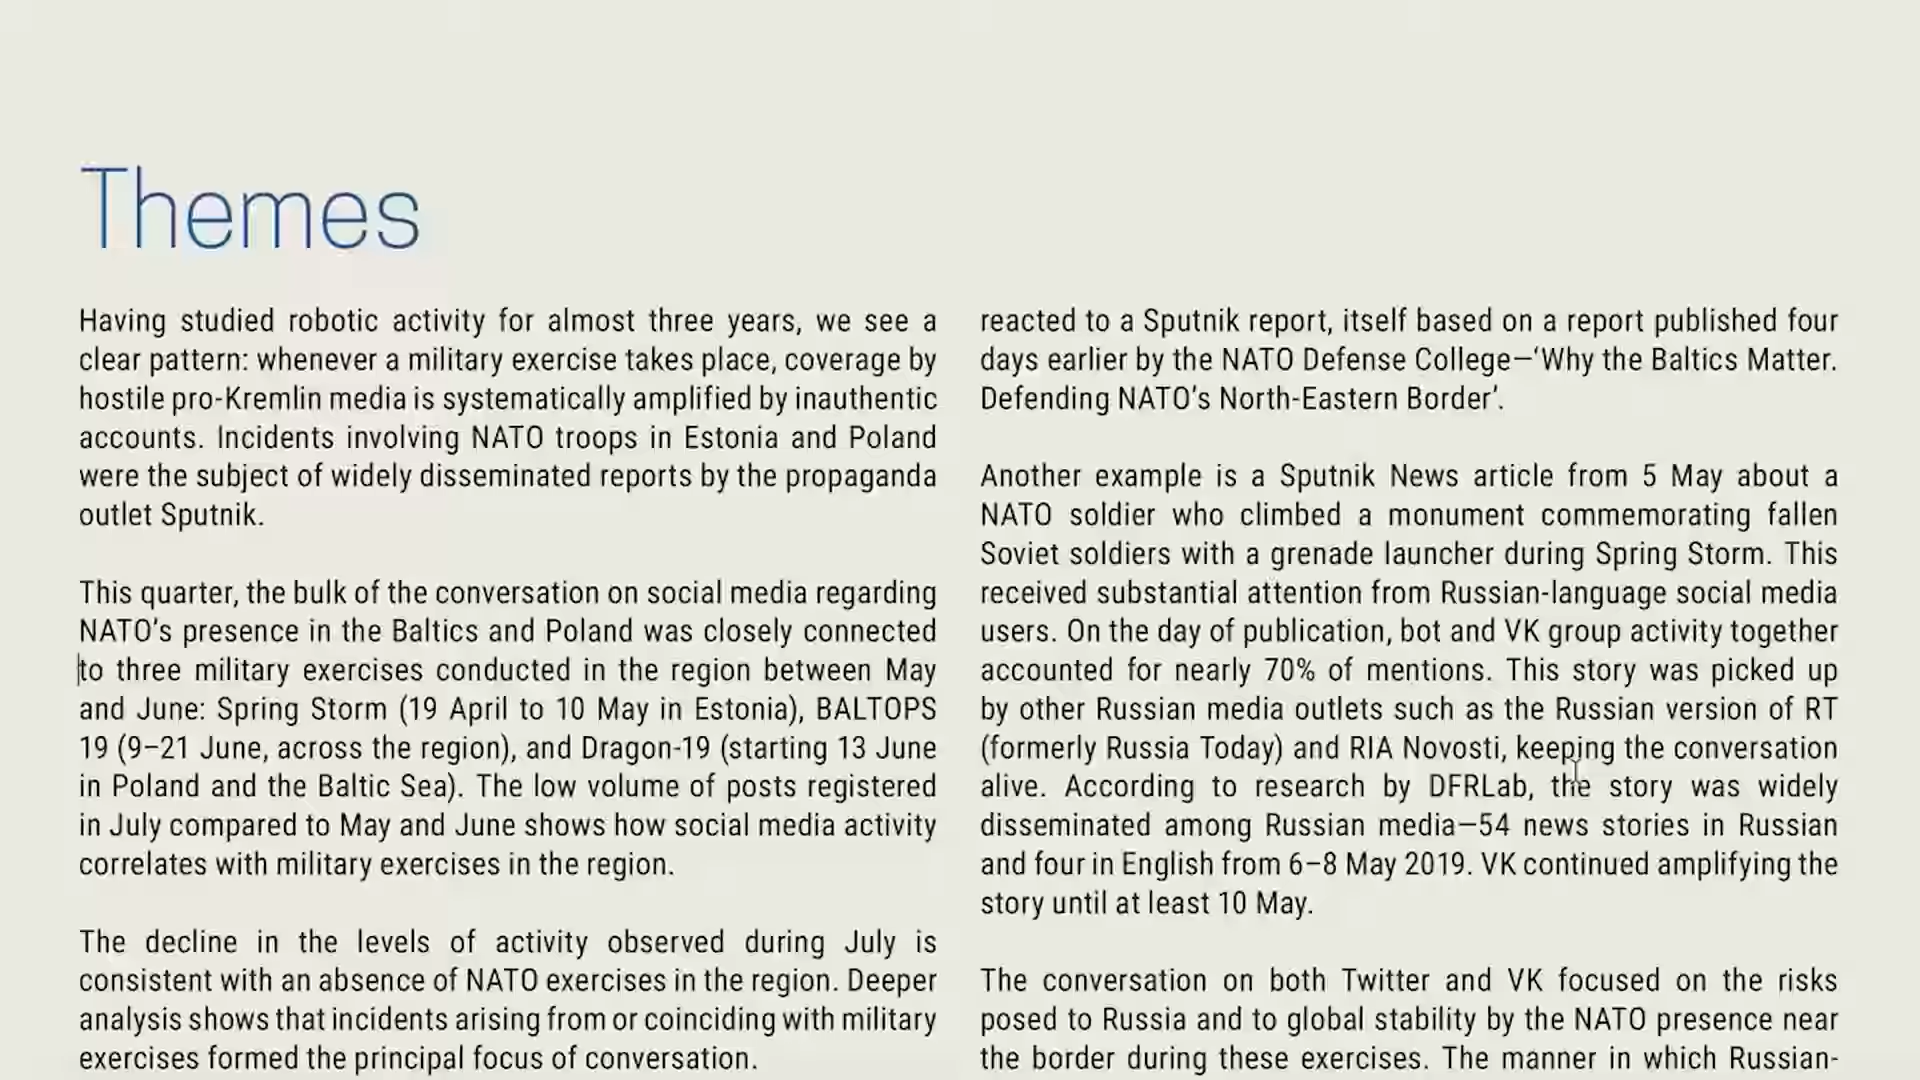 Themes
Having studied robotic activity for almost three years, we see a
clear pattern: whenever a military exercise takes place, coverage by
hostile pro-Kremlin media is systematically amplified by inauthentic
accounts. Incidents involving NATO troops in Estonia and Poland
were the subject of widely disseminated reports by the propaganda
outlet Sputnik.
This quarter, the bulk of the conversation on social media regarding
NATO’s presence in the Baltics and Poland was closely connected
to three military exercises conducted in the region between May
and June: Spring Storm (19 April to 10 May in Estonia), BALTOPS
19 (9–21 June, across the region), and Dragon-19 (starting 13 June
in Poland and the Baltic Sea). The low volume of posts registered
in July compared to May and June shows how social media activity
correlates with military exercises in the region.
The decline in the levels of activity observed during July is
consistent with an absence of NATO exercises in the region. Deeper
analysis shows that incidents arising from or coinciding with military
exercises formed the principal focus of conversation.
reacted to a Sputnik report, itself based on a report published four
days earlier by the NATO Defense College—‘Why the Baltics Matter.
Defending NATO’s North-Eastern Border’.
Another example is a Sputnik News article from 5 May about a
NATO soldier who climbed a monument commemorating fallen
Soviet soldiers with a grenade launcher during Spring Storm. This
received substantial attention from Russian-language social media
users. On the day of publication, bot and VK group activity together
accounted for nearly 70% of mentions. This story was picked up
by other Russian media outlets such as the Russian version of RT
(formerly Russia Today) and RIA Novosti, keeping the conversation
alive. According to research by DFRLab, the story was widely
disseminated among Russian media—54 news stories in Russian
and four in English from 6–8 May 2019. VK continued amplifying the
story until at least 10 May.
The conversation on both Twitter and VK focused on the risks
posed to Russia and to global stability by the NATO presence near
the border during these exercises. The manner in which Russian-